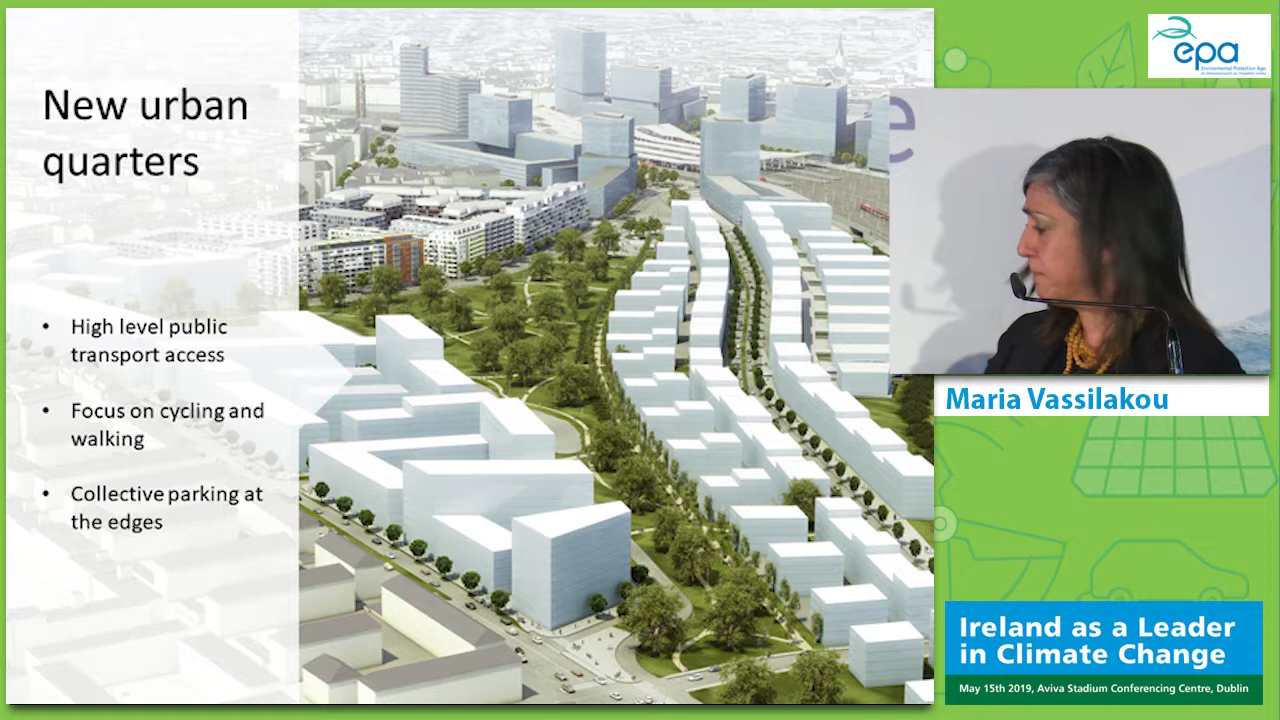 New urban
quarters
• High level public
transport access
• Focus on cycling and
walking
• Collective parking at
the edges
epa
Environmental Protection Agency
e
Maria Vassilakou
Ireland as a Leader
in Climate Change
May 15th 2019, Aviva Stadium Conferencing Centre, Dublin